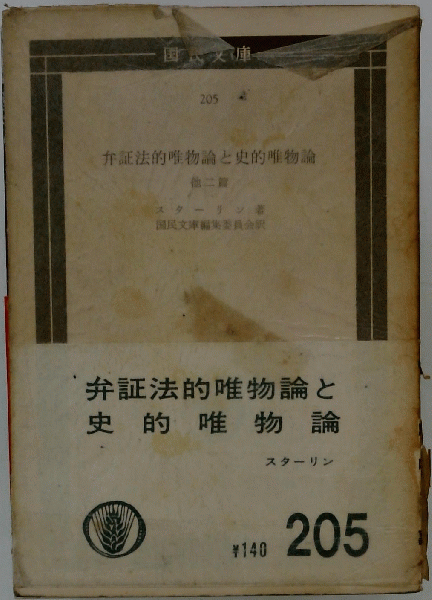 国民文庫
205
弁証法的唯物論と史的唯物論
他二篇
スターリン著
国民文庫編集委員会訳
弁証法的唯物論と
史的唯物論
スターリン
¥140
205